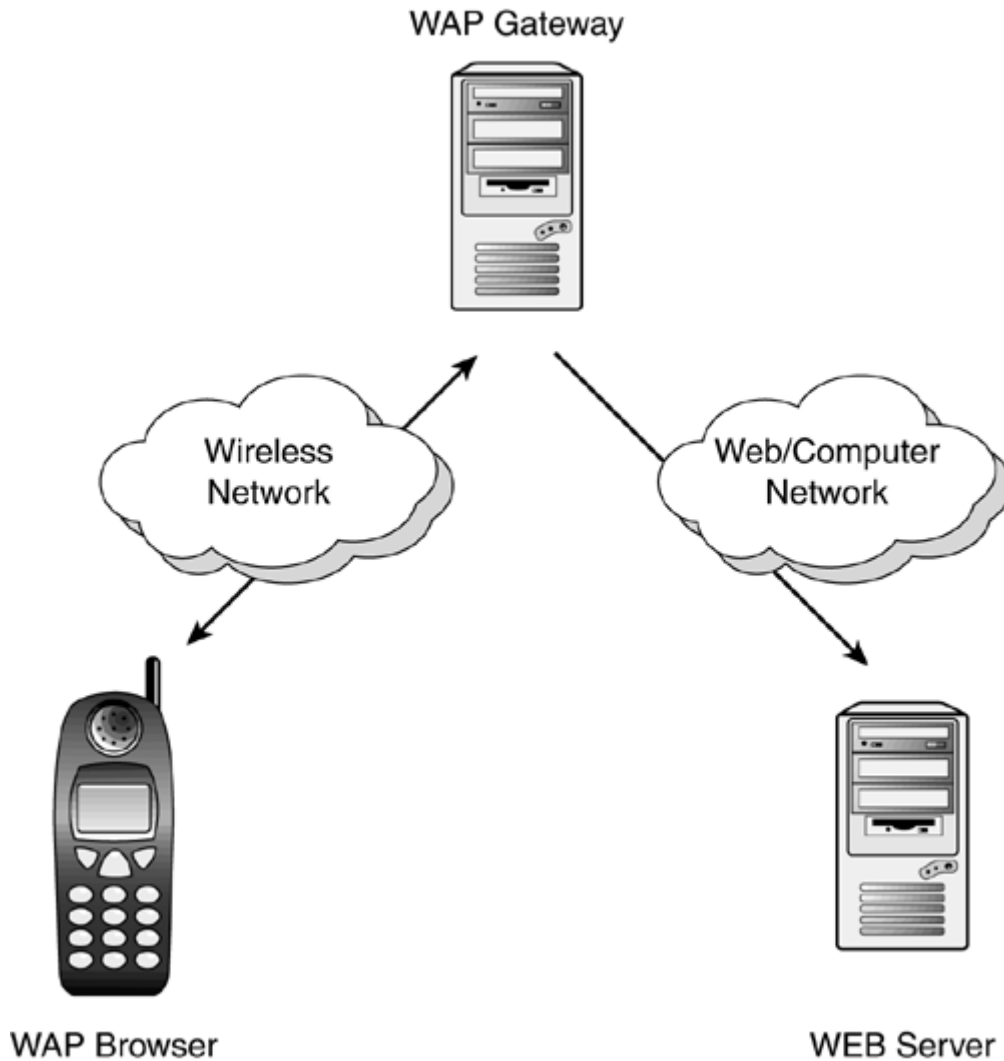 WAP Gateway
Wireless
Network
Web/Computer
Network
WAP Browser
WEB Server